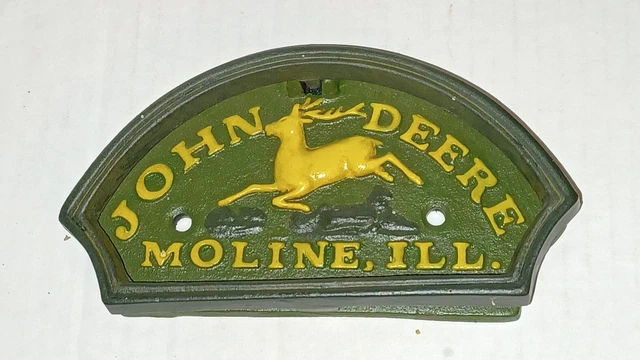 JOHN DEERE
MOLINE, ILL.